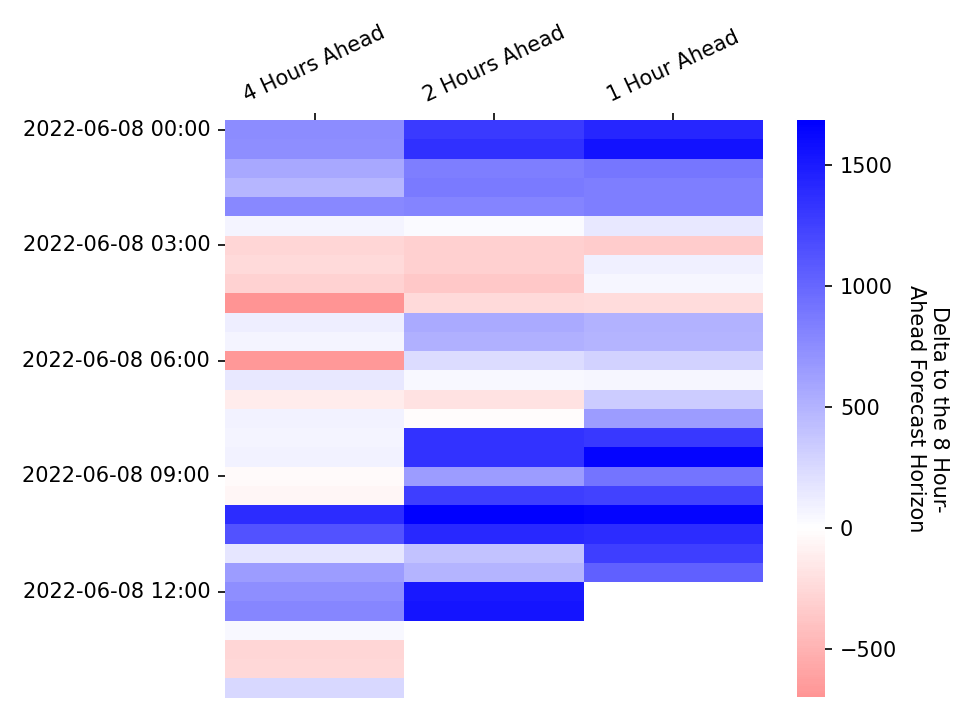 4 Hours Ahead
2 Hours Ahead
1 Hour Ahead
2022-06-08 00:00
2022-06-08 03:00
2022-06-08 06:00
2022-06-08 09:00
2022-06-08 12:00
1500
1000
500
0
−500
Delta to the 8 Hour-
Ahead Forecast Horizon